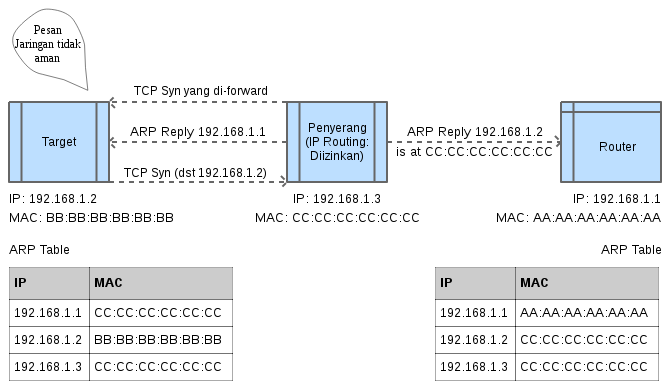 Pesan
Jaringan tidak
aman
TCP Syn yang di-forward
Target
ARP Reply 192.168.1.1
TCP Syn (dst 192.168.1.2)
Penyerang
(IP Routing:
Diizinkan)
ARP Reply 192.168.1.2
is at CC:CC:CC:CC:CC:CC
Router
IP: 192.168.1.2
MAC: BB:BB:BB:BB:BB:BB
IP: 192.168.1.3
MAC: CC:CC:CC:CC:CC:CC
IP: 192.168.1.1
MAC: AA:AA:AA:AA:AA:AA
ARP Table
IP MAC
192.168.1.1 CC:CC:CC:CC:CC:CC
192.168.1.2 BB:BB:BB:BB:BB:BB
192.168.1.3 CC:CC:CC:CC:CC:CC
ARP Table
IP MAC
192.168.1.1 AA:AA:AA:AA:AA:AA
192.168.1.2 CC:CC:CC:CC:CC:CC
192.168.1.3 CC:CC:CC:CC:CC:CC